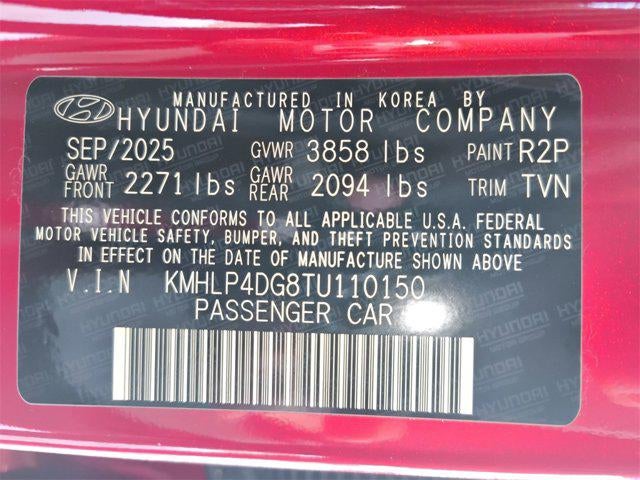 MANUFACTURED IN KOREA BY
HYUNDAI MOTOR COMPANY
SEP/2025 GVWR 3858 lbs PAINT R2P
GAWR FRONT 2271 lbs GAWR REAR 2094 lbs TRIM TVN
THIS VEHICLE CONFORMS TO ALL APPLICABLE U.S.A. FEDERAL
MOTOR VEHICLE SAFETY, BUMPER, AND THEFT PREVENTION STANDARDS
IN EFFECT ON THE DATE OF MANUFACTURE SHOWN ABOVE
V.I.N KMHLP4DG8TU110150
PASSENGER CAR